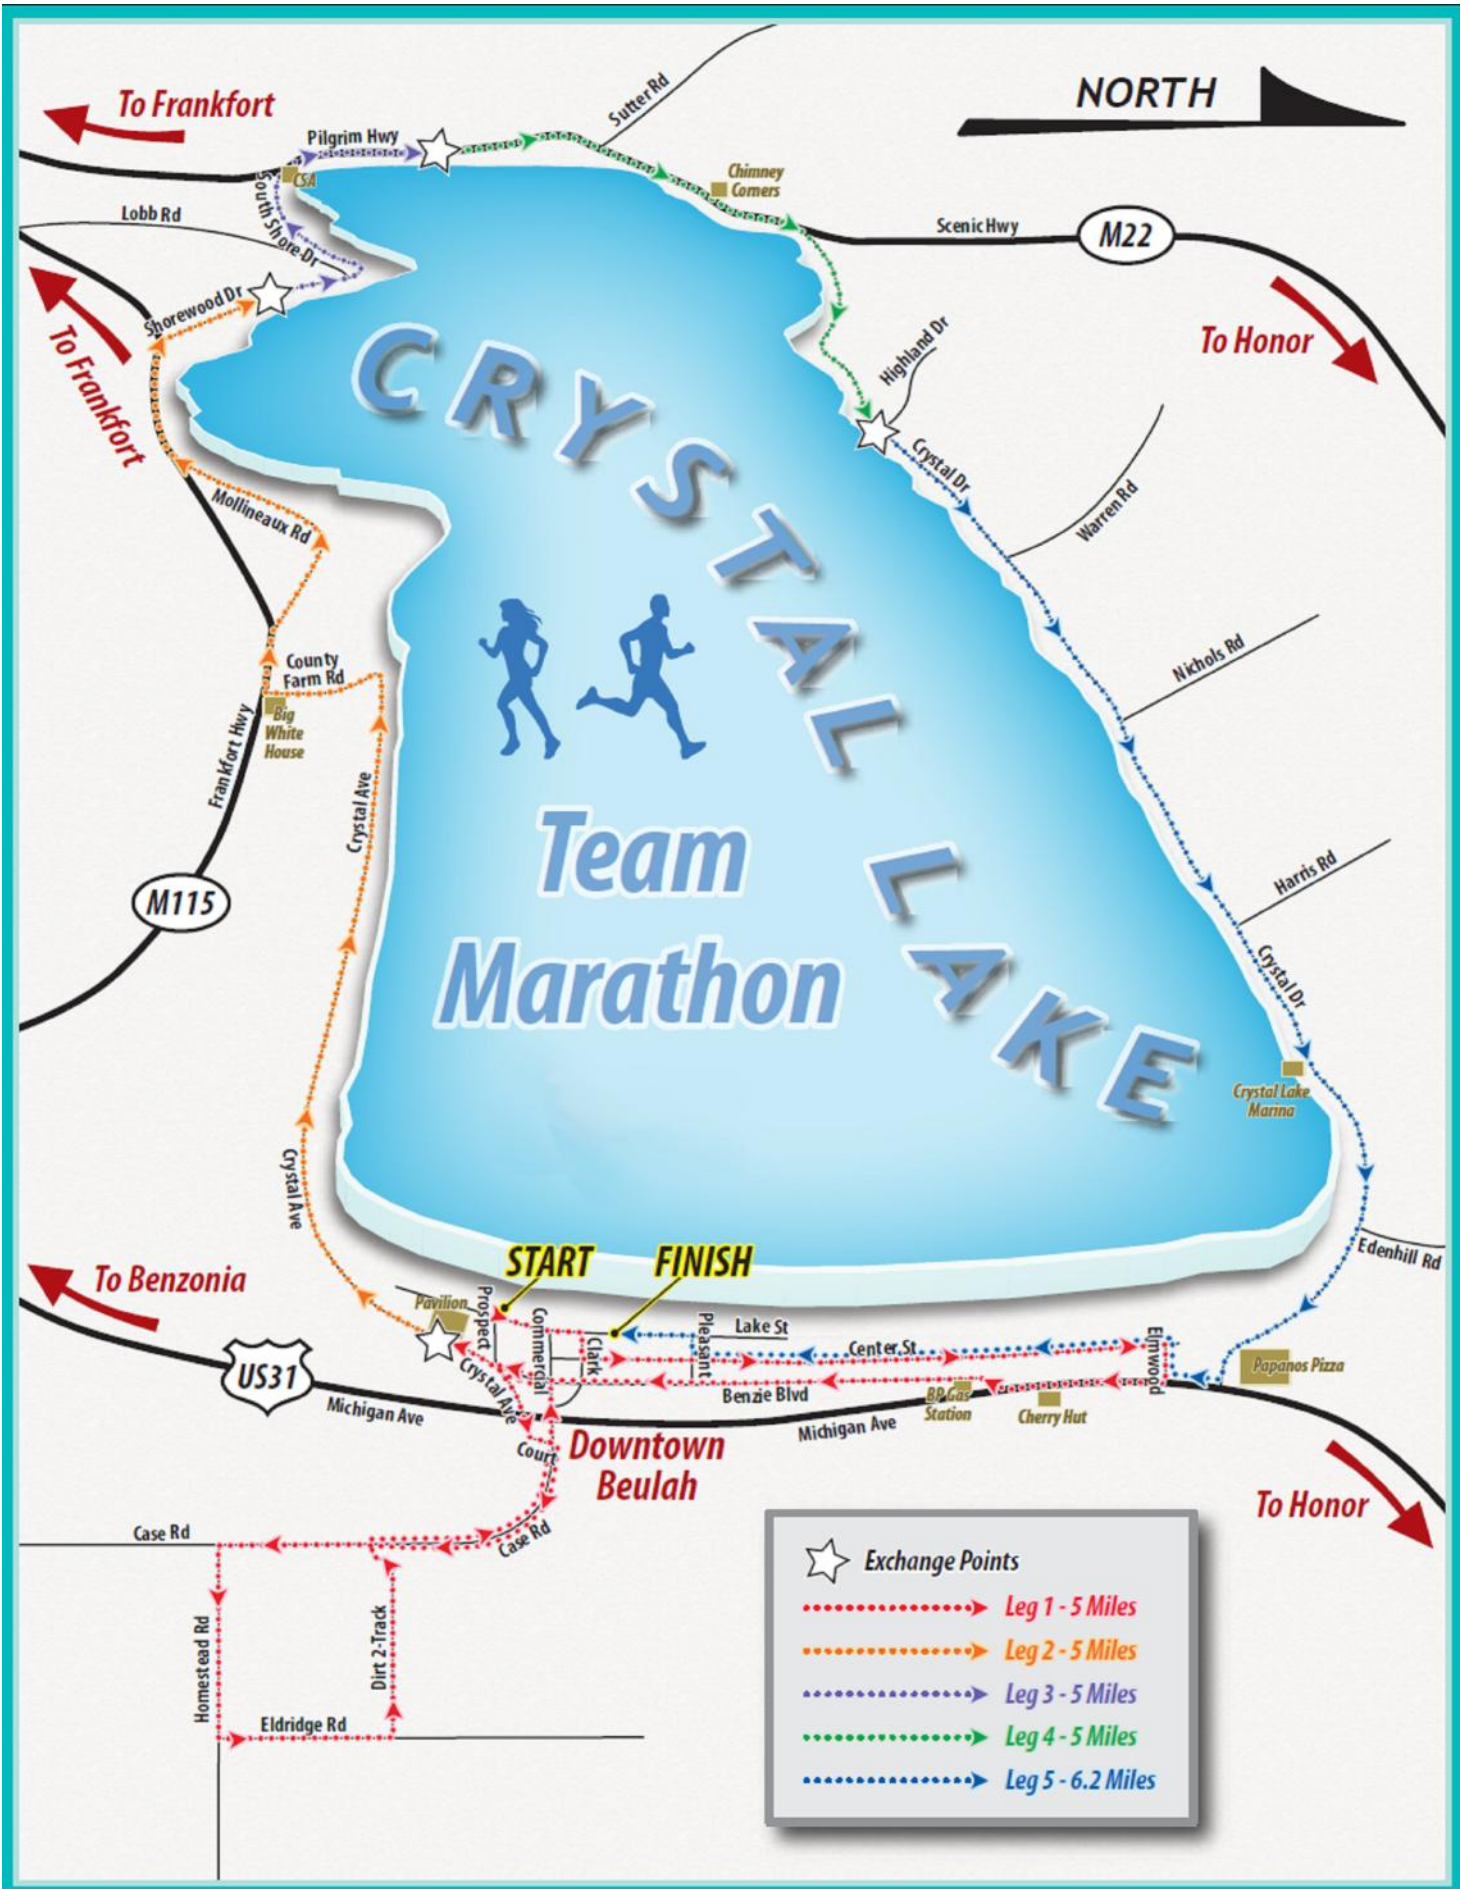 To Frankfort
Pilgrim Hwy
Sutter Rd
NORTH
CSA
Chimney
Corners
South Shore Dr
Lobb Rd
Scenic Hwy
M22
Shorewood Dr
To Frankfort
To Honor
Highland Dr
CRYSTAL LAKE
Crystal Dr
Warren Rd
Mollineaux Rd
County
Farm Rd
Nichols Rd
Big
White
House
Frankfort Hwy
Crystal Ave
Team
Marathon
M115
Harris Rd
Crystal Dr
Crystal Lake
Marina
Crystal Ave
Edenhill Rd
START
FINISH
To Benzonia
Pavilion
Prospect
Commercial
Clark
Pleasant
Lake St
Center St
Elmwood
Papanos Pizza
US31
Crystal Ave
Michigan Ave
Benzie Blvd
BP Gas
Station
Cherry Hut
Michigan Ave
Court
Downtown
Beulah
To Honor
Case Rd
Case Rd
Homestead Rd
Dirt 2-Track
Eldridge Rd
Exchange Points
Leg 1 - 5 Miles
Leg 2 - 5 Miles
Leg 3 - 5 Miles
Leg 4 - 5 Miles
Leg 5 - 6.2 Miles